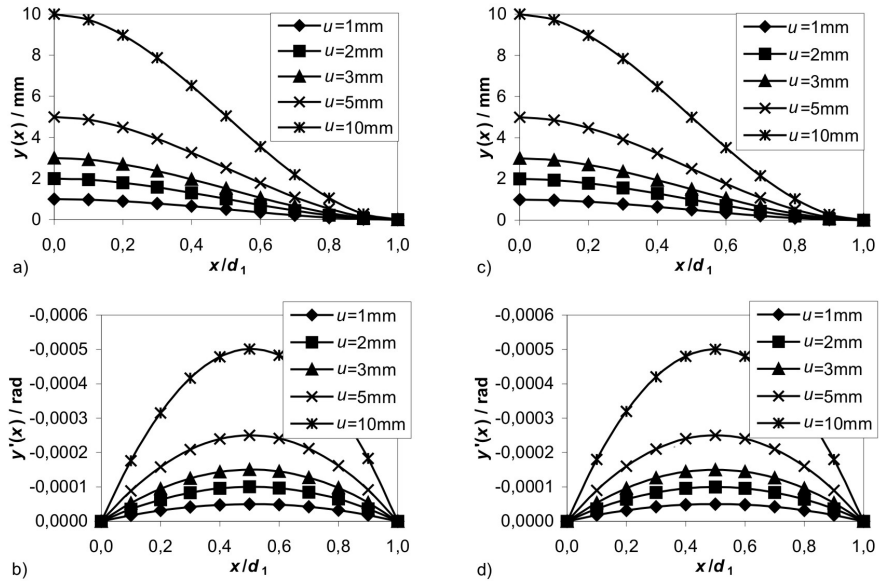 10
8
6
4
2
0
y(x) / mm
u=1mm
u=2mm
u=3mm
u=5mm
u=10mm
0,0 0,2 0,4 0,6 0,8 1,0
x/d1
a)
10
8
6
4
2
0
y(x) / mm
u=1mm
u=2mm
u=3mm
u=5mm
u=10mm
0,0 0,2 0,4 0,6 0,8 1,0
x/d1
c)
-0,0006
-0,0005
-0,0004
-0,0003
-0,0002
-0,0001
0,0000
y'(x) / rad
u=1mm
u=2mm
u=3mm
u=5mm
u=10mm
0,0 0,2 0,4 0,6 0,8 1,0
x/d1
b)
-0,0006
-0,0005
-0,0004
-0,0003
-0,0002
-0,0001
0,0000
y'(x) / rad
u=1mm
u=2mm
u=3mm
u=5mm
u=10mm
0,0 0,2 0,4 0,6 0,8 1,0
x/d1
d)